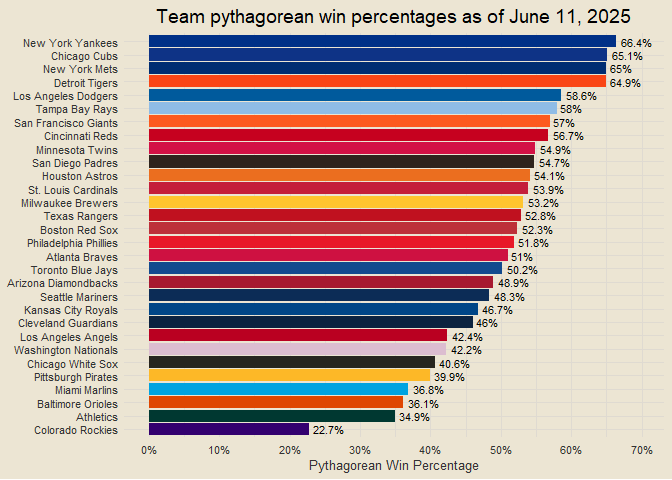 Team pythagorean win percentages as of June 11, 2025
New York Yankees 66.4%
Chicago Cubs 65.1%
New York Mets 65%
Detroit Tigers 64.9%
Los Angeles Dodgers 58.6%
Tampa Bay Rays 58%
San Francisco Giants 57%
Cincinnati Reds 56.7%
Minnesota Twins 54.9%
San Diego Padres 54.7%
Houston Astros 54.1%
St. Louis Cardinals 53.9%
Milwaukee Brewers 53.2%
Texas Rangers 52.8%
Boston Red Sox 52.3%
Philadelphia Phillies 51.8%
Atlanta Braves 51%
Toronto Blue Jays 50.2%
Arizona Diamondbacks 48.9%
Seattle Mariners 48.3%
Kansas City Royals 46.7%
Cleveland Guardians 46%
Los Angeles Angels 42.4%
Washington Nationals 42.2%
Chicago White Sox 40.6%
Pittsburgh Pirates 39.9%
Miami Marlins 36.8%
Baltimore Orioles 36.1%
Athletics 34.9%
Colorado Rockies 22.7%
0% 10% 20% 30% 40% 50% 60% 70%
Pythagorean Win Percentage